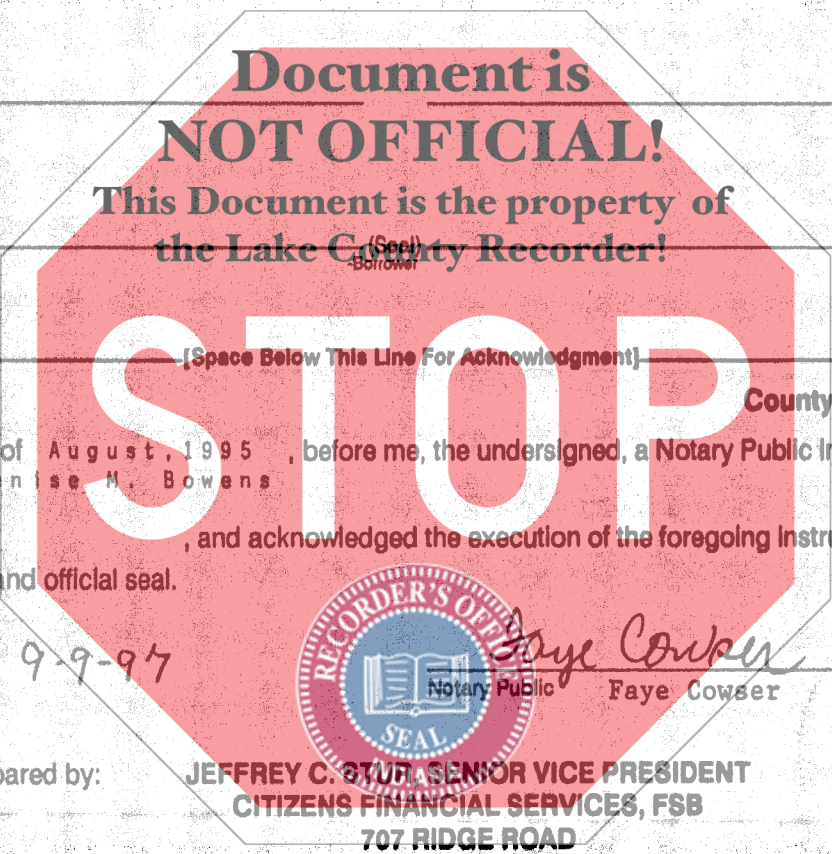 Document is
NOT OFFICIAL!
This Document is the property of
the Lake County Recorder!
(Seal)
-Borrower
STOP
[Space Below This Line For Acknowledgment]
County
of August, 1995 , before me, the undersigned, a Notary Public in
nise M. Bowens
, and acknowledged the execution of the foregoing instru
and official seal.
RECORDER'S OFFICE
SEAL
INDIANA
9-9-97
Faye Cowser
Notary Public Faye Cowser
pared by: JEFFREY C. STUR, SENIOR VICE PRESIDENT
CITIZENS FINANCIAL SERVICES, FSB
707 RIDGE ROAD